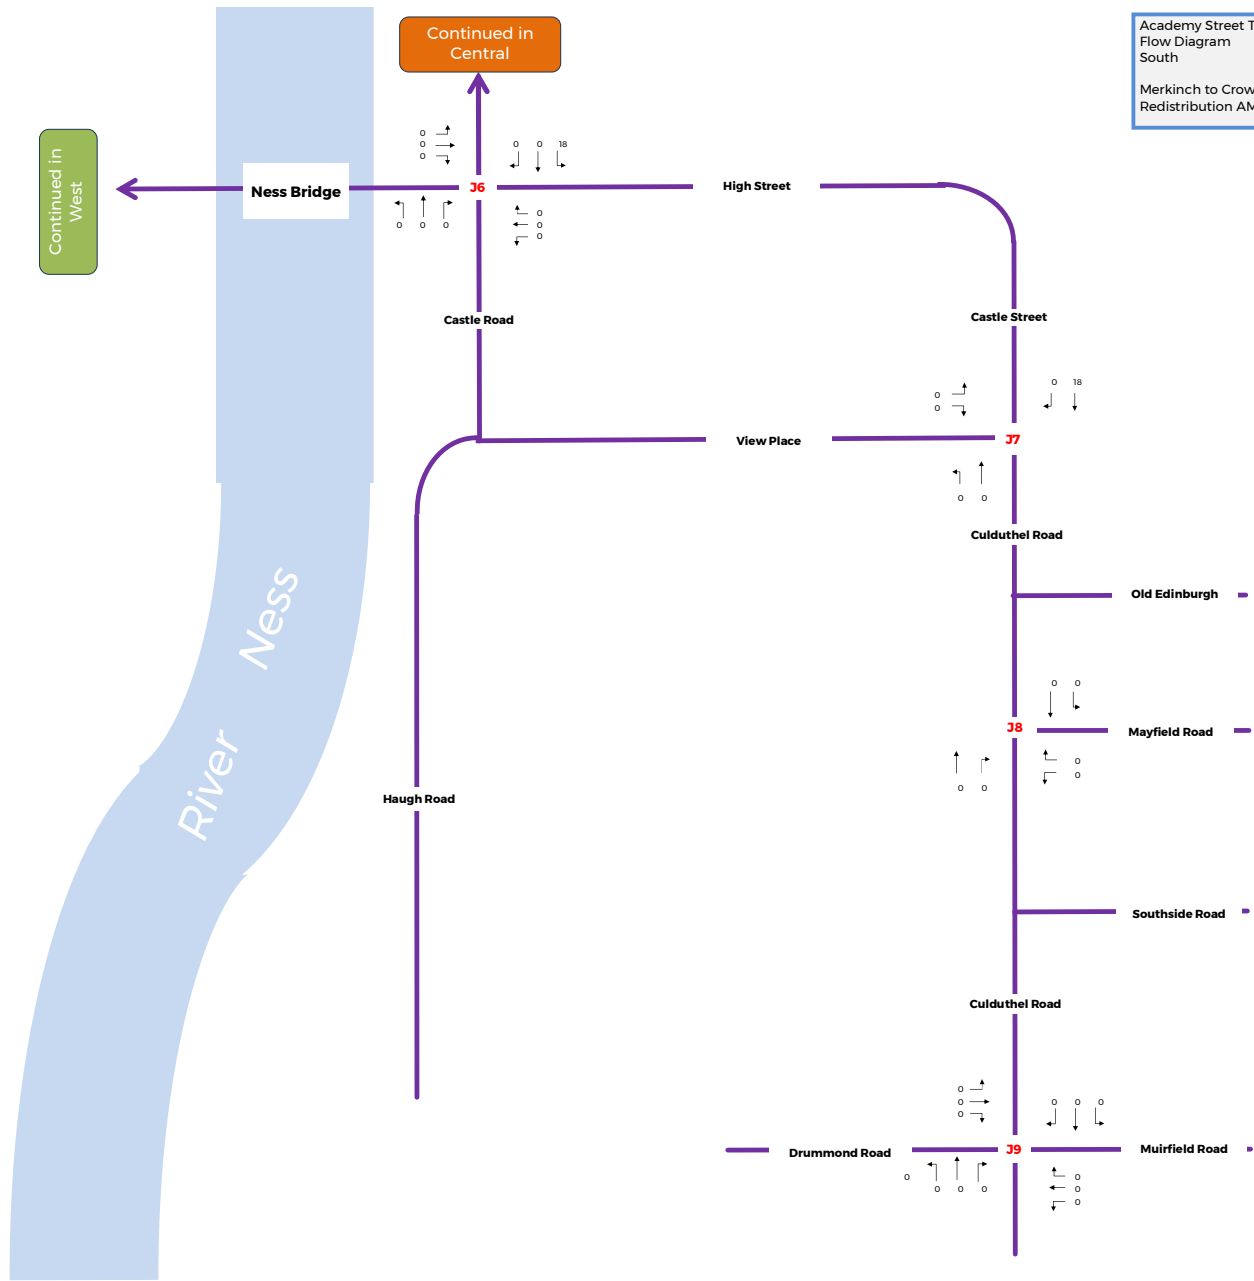 Continued in
Central
Academy Street T
Flow Diagram
South
Merkinch to Crow
Redistribution AM
Continued in
West
0
0
0
0 0 18
Ness Bridge
J6
High Street
0 0 0
0
0
0
Castle Road
Castle Street
0
0
0 18
View Place
J7
0 0
Culduthel Road
Old Edinburgh
River Ness
0 0
J8
Mayfield Road
0 0
0
0
Haugh Road
Southside Road
Culduthel Road
0
0
0
0 0 0
Drummond Road
J9
Muirfield Road
0 0 0 0
0
0
0